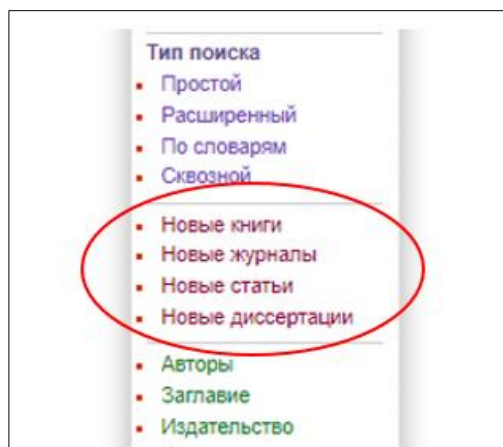 Тип поиска
Простой
Расширенный
По словарям
Сквозной
Новые книги
Новые журналы
Новые статьи
Новые диссертации
Авторы
Заглавие
Издательство